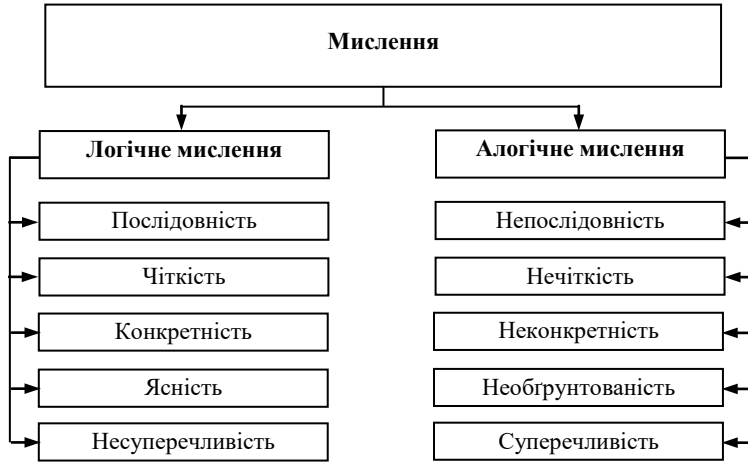 Мислення
Логічне мислення
Алогічне мислення
Послідовність
Непослідовність
Чіткість
Нечіткість
Конкретність
Неконкретність
Ясність
Необґрунтованість
Несуперечливість
Суперечливість